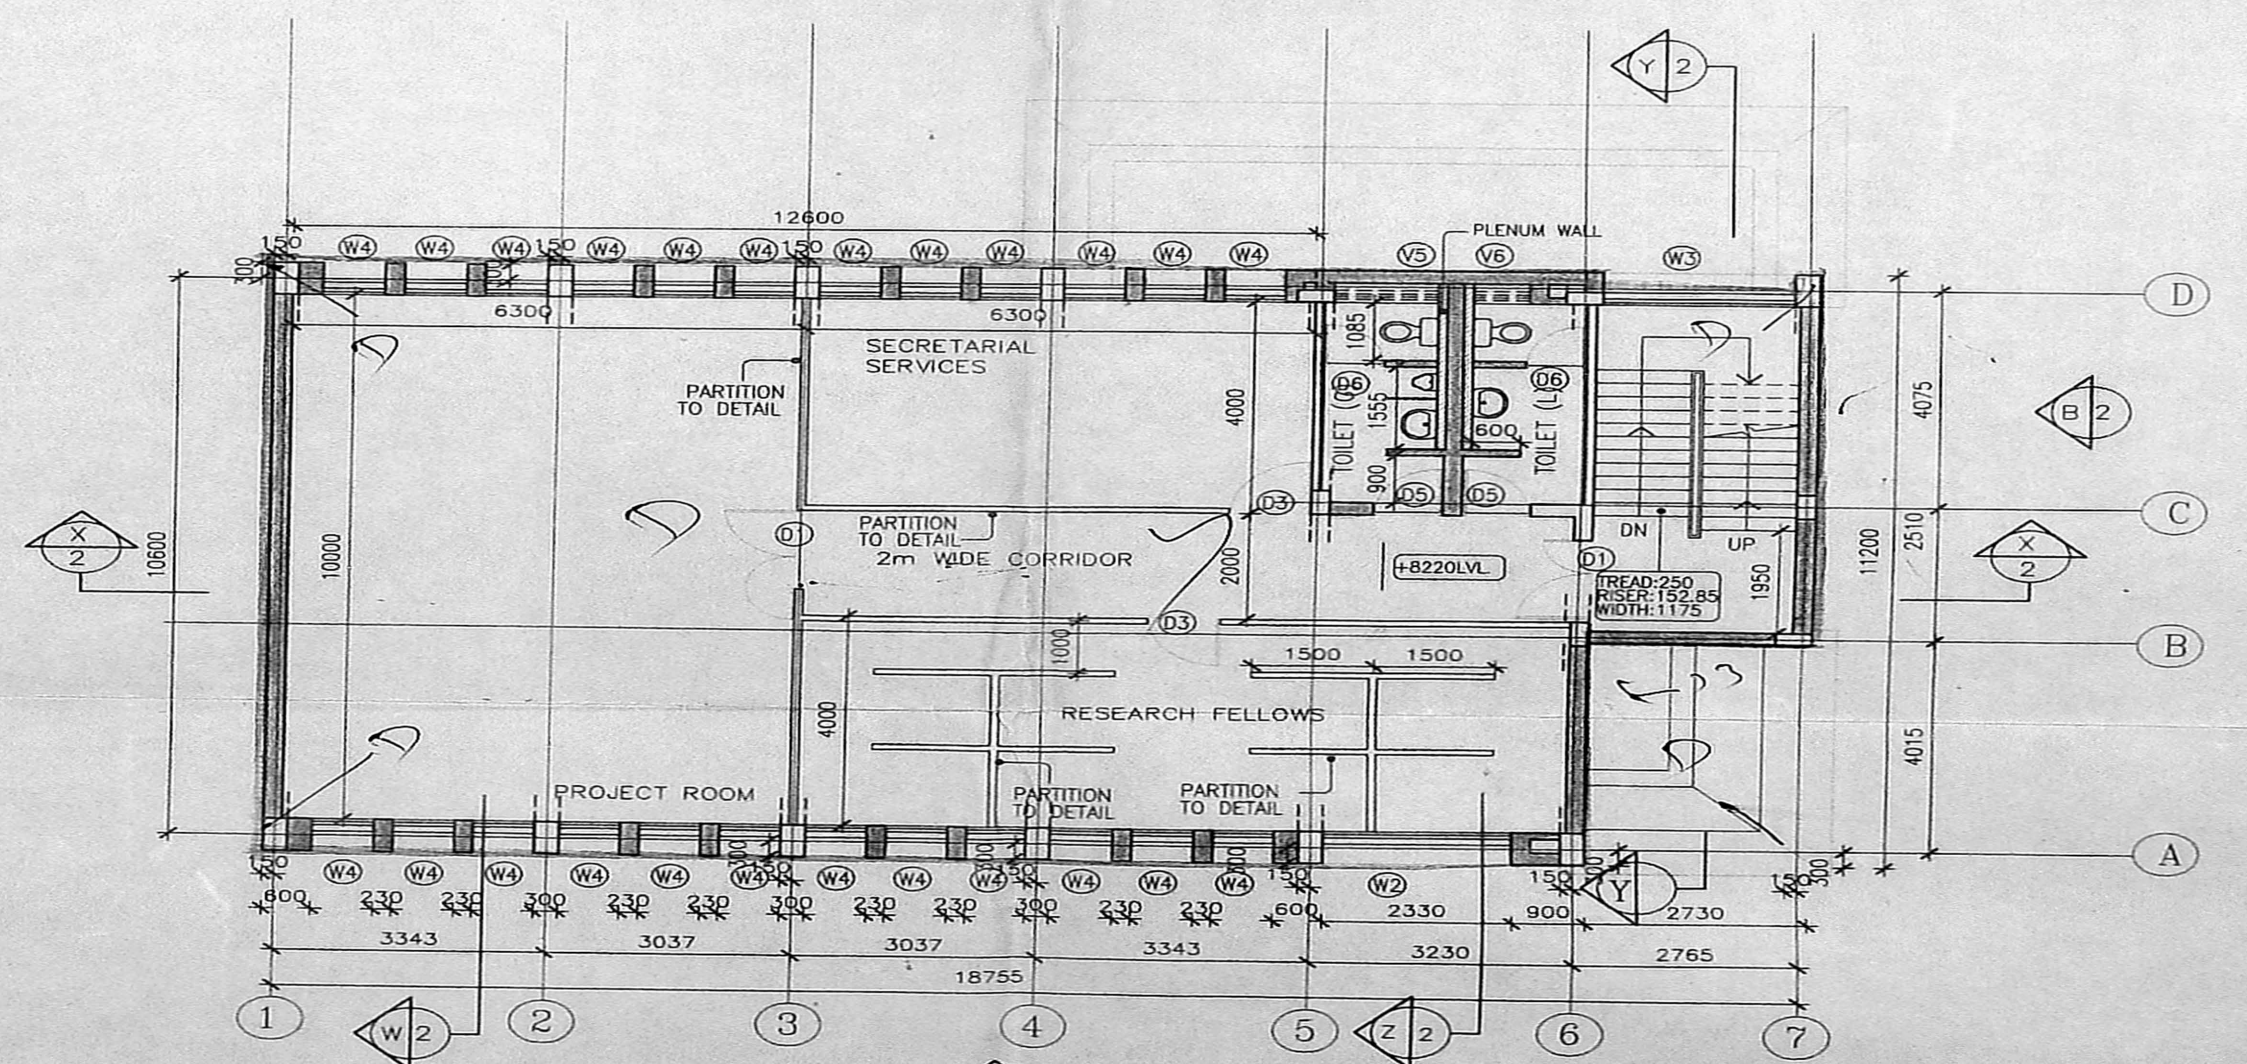 Y 2
PLENUM WALL
12600
150 W4 W4 W4 150 W4 W4 W4 150 W4 W4 W4 W4 W4 W4 V5 V6 W3
6300 6300
D
1085
SECRETARIAL
SERVICES
PARTITION
TO DETAIL
4000
D6 D6
1555
600
TOILET
TOILET (L)
900
4075
B 2
D3 D5 D5
C
X
2
10600
10000
D1
PARTITION
TO DETAIL
2m WIDE CORRIDOR
2000
+8220LVL
D1
DN
UP
TREAD:250
RISER:152.85
WIDTH:1175
1950
11200
2510
X
2
D3
1000
B
1500 1500
4000
RESEARCH FELLOWS
4015
PROJECT ROOM
PARTITION
TO DETAIL
PARTITION
TO DETAIL
A
150 W4 W4 W4 W4 W4 W4 W4 W4 W4 W4 W4 W4 150 W2 150 Y 150 300
600 230 230 300 230 230 300 230 230 300 230 230 600 2330 900 2730
3343 3037 3037 3343 3230 2765
18755
1 2 3 4 5 6 7
W 2
Z 2